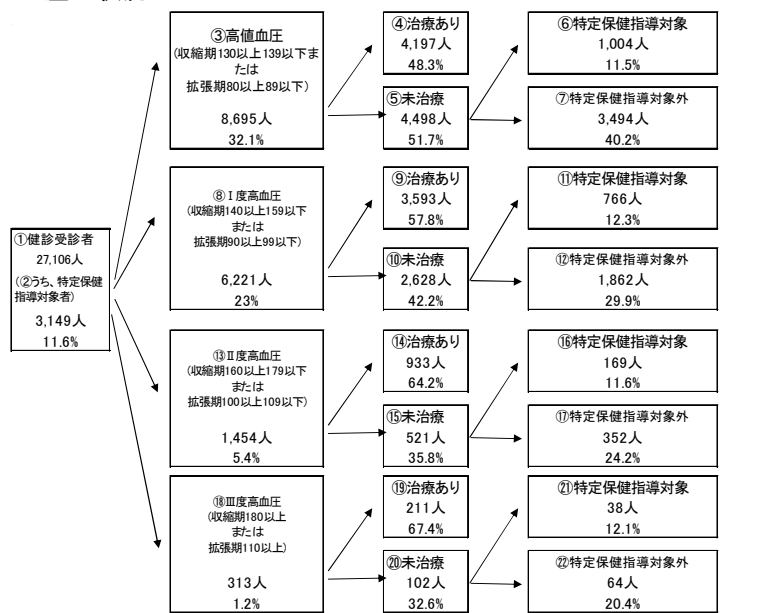 ①健診受診者
27,106人
(②うち、特定保健
指導対象者)
3,149人
11.6%
③高値血圧
(収縮期130以上139以下ま
たは
拡張期80以上89以下)
8,695人
32.1%
④治療あり
4,197人
48.3%
⑤未治療
4,498人
51.7%
⑥特定保健指導対象
1,004人
11.5%
⑦特定保健指導対象外
3,494人
40.2%
⑧Ⅰ度高血圧
(収縮期140以上159以下
または
拡張期90以上99以下)
6,221人
23%
⑨治療あり
3,593人
57.8%
⑩未治療
2,628人
42.2%
⑪特定保健指導対象
766人
12.3%
⑫特定保健指導対象外
1,862人
29.9%
⑬Ⅱ度高血圧
(収縮期160以上179以下
または
拡張期100以上109以下)
1,454人
5.4%
⑭治療あり
933人
64.2%
⑮未治療
521人
35.8%
⑯特定保健指導対象
169人
11.6%
⑰特定保健指導対象外
352人
24.2%
⑱Ⅲ度高血圧
(収縮期180以上
または
拡張期110以上)
313人
1.2%
⑲治療あり
211人
67.4%
⑳未治療
102人
32.6%
㉑特定保健指導対象
38人
12.1%
㉒特定保健指導対象外
64人
20.4%